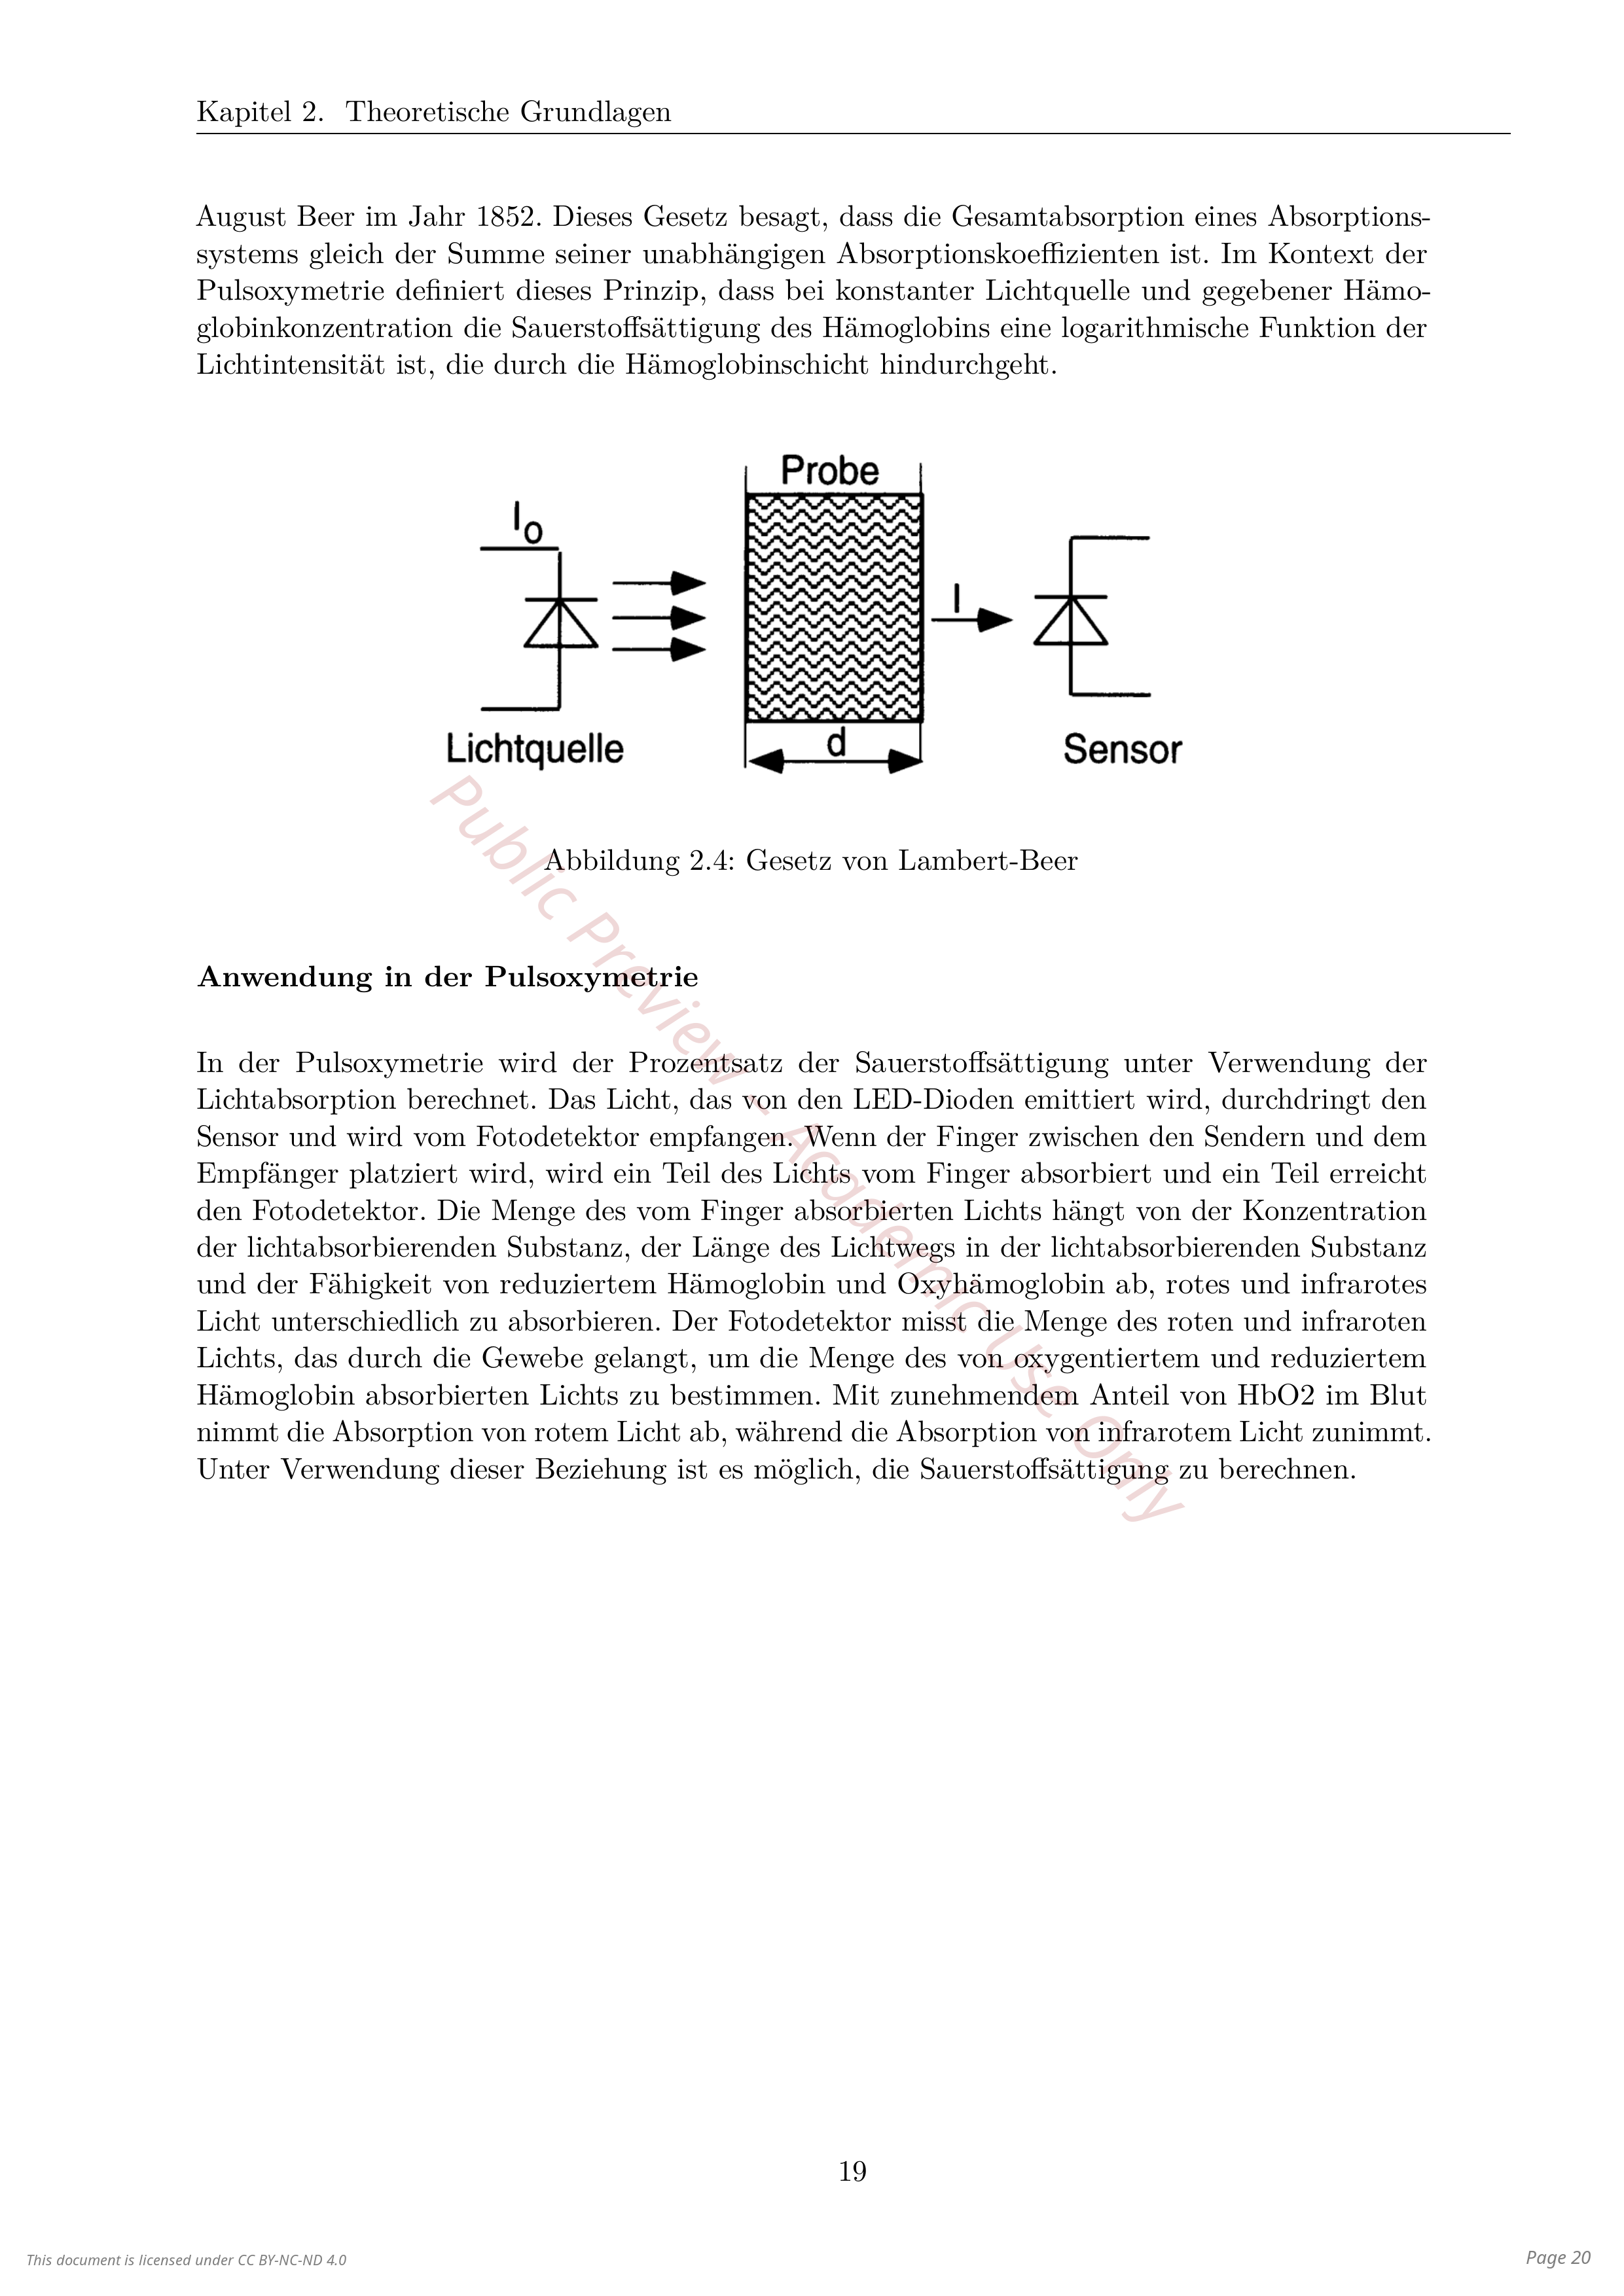 Kapitel 2. Theoretische Grundlagen
August Beer im Jahr 1852. Dieses Gesetz besagt, dass die Gesamtabsorption eines Absorptions-
systems gleich der Summe seiner unabhängigen Absorptionskoeffizienten ist. Im Kontext der
Pulsoxymetrie definiert dieses Prinzip, dass bei konstanter Lichtquelle und gegebener Hämo-
globinkonzentration die Sauerstoffsättigung des Hämoglobins eine logarithmische Funktion der
Lichtintensität ist, die durch die Hämoglobinschicht hindurchgeht.
Probe
I0
I
d
Lichtquelle
Sensor
Abbildung 2.4: Gesetz von Lambert-Beer
Anwendung in der Pulsoxymetrie
In der Pulsoxymetrie wird der Prozentsatz der Sauerstoffsättigung unter Verwendung der
Lichtabsorption berechnet. Das Licht, das von den LED-Dioden emittiert wird, durchdringt den
Sensor und wird vom Fotodetektor empfangen. Wenn der Finger zwischen den Sendern und dem
Empfänger platziert wird, wird ein Teil des Lichts vom Finger absorbiert und ein Teil erreicht
den Fotodetektor. Die Menge des vom Finger absorbierten Lichts hängt von der Konzentration
der lichtabsorbierenden Substanz, der Länge des Lichtwegs in der lichtabsorbierenden Substanz
und der Fähigkeit von reduziertem Hämoglobin und Oxyhämoglobin ab, rotes und infrarotes
Licht unterschiedlich zu absorbieren. Der Fotodetektor misst die Menge des roten und infraroten
Lichts, das durch die Gewebe gelangt, um die Menge des von oxygentiertem und reduziertem
Hämoglobin absorbierten Lichts zu bestimmen. Mit zunehmendem Anteil von HbO2 im Blut
nimmt die Absorption von rotem Licht ab, während die Absorption von infrarotem Licht zunimmt.
Unter Verwendung dieser Beziehung ist es möglich, die Sauerstoffsättigung zu berechnen.
Public Preview - Academic Use Only
19
This document is licensed under CC BY-NC-ND 4.0
Page 20